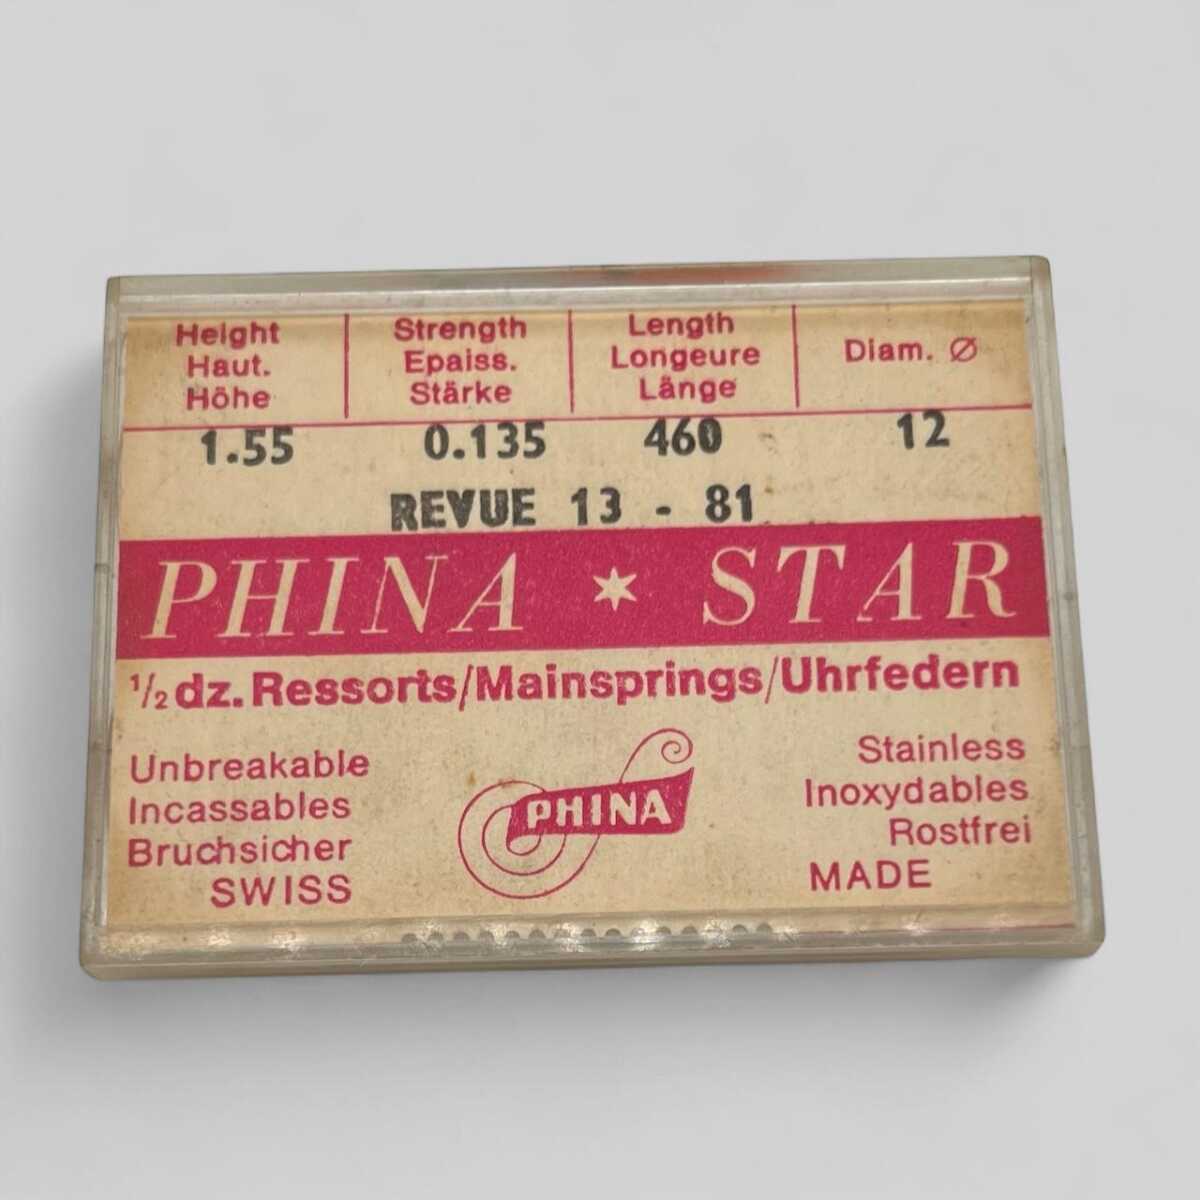 Height
Haut.
Höhe
Strength
Epaiss.
Stärke
Length
Longeure
Länge
Diam. Ø
1.55 0.135 460 12
REVUE 13 - 81
PHINA ✶ STAR
1/2 dz. Ressorts/Mainsprings/Uhrfedern
Unbreakable
Incassables
Bruchsicher
SWISS
PHINA
Stainless
Inoxydables
Rostfrei
MADE